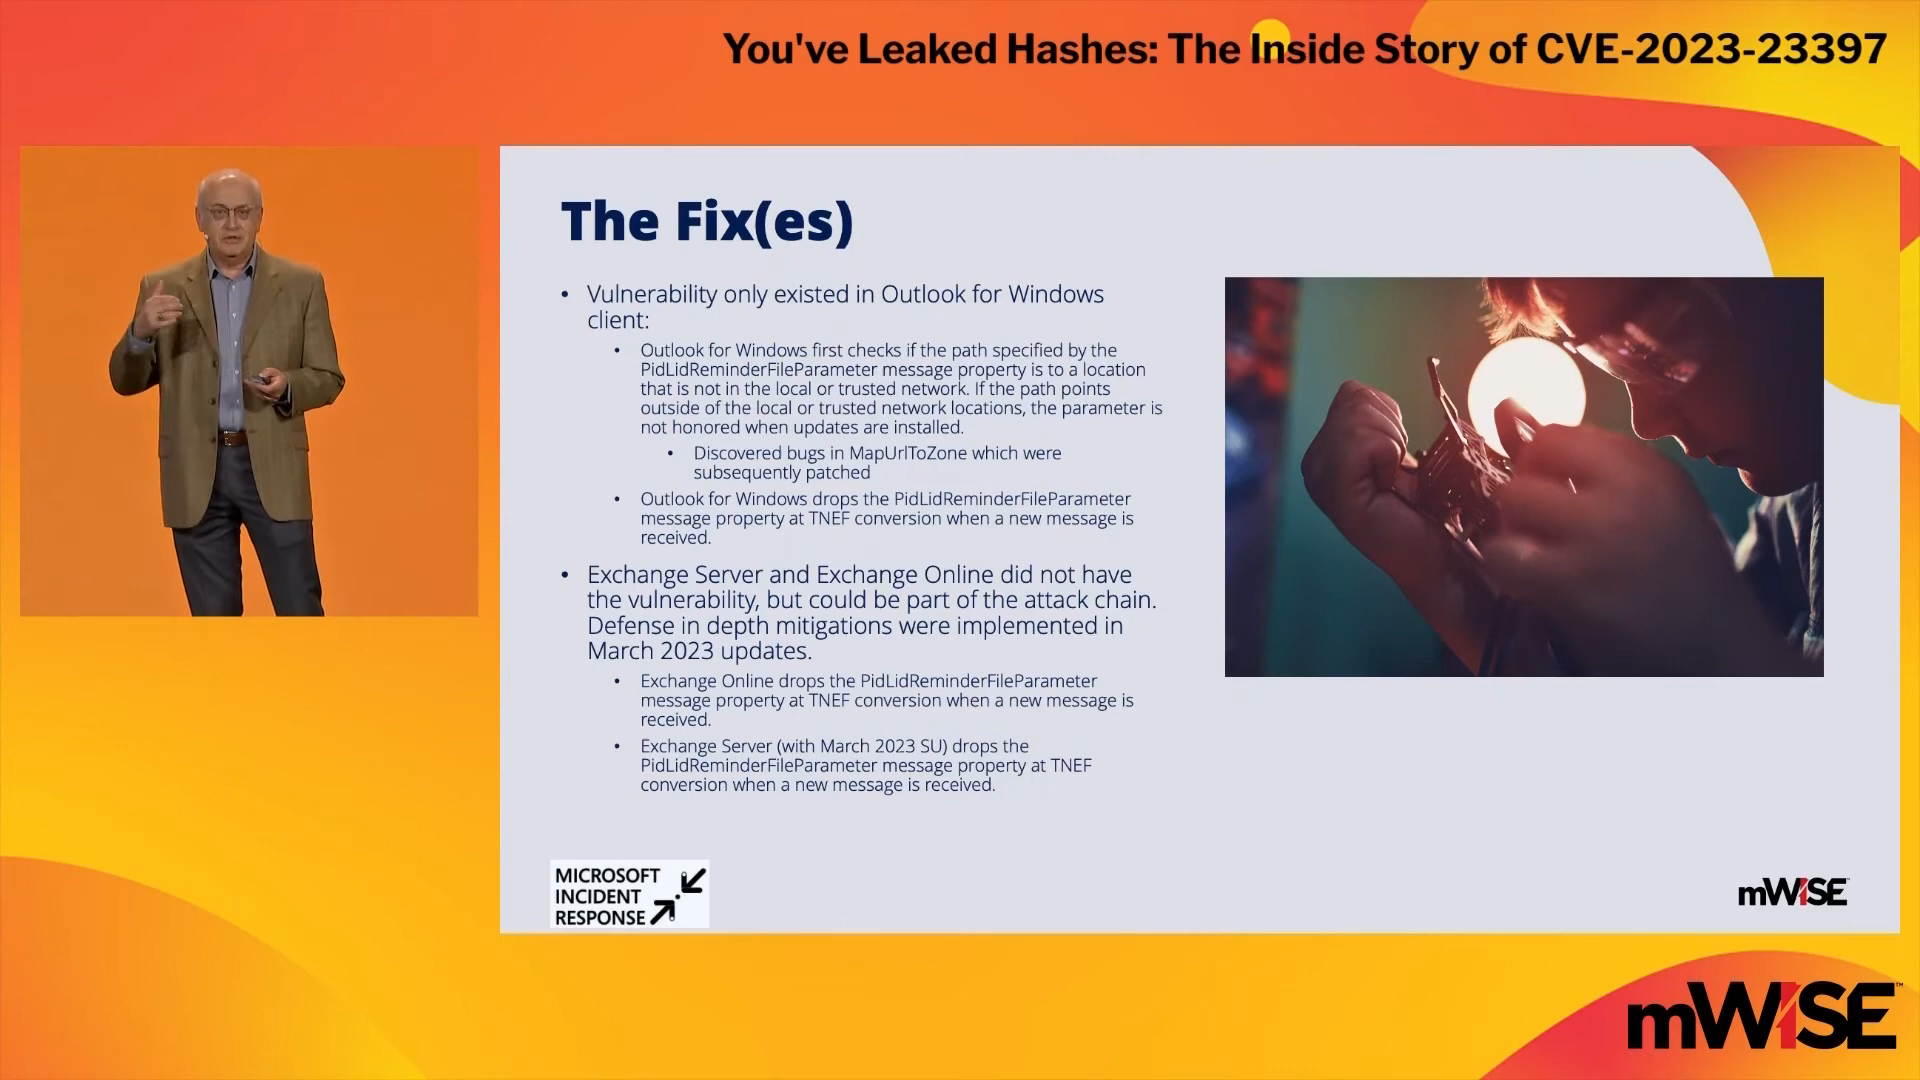 You've Leaked Hashes: The Inside Story of CVE-2023-23397
The Fix(es)
• Vulnerability only existed in Outlook for Windows
client:
• Outlook for Windows first checks if the path specified by the
PidLidReminderFileParameter message property is to a location
that is not in the local or trusted network. If the path points
outside of the local or trusted network locations, the parameter is
not honored when updates are installed.
• Discovered bugs in MapUrlToZone which were
subsequently patched
• Outlook for Windows drops the PidLidReminderFileParameter
message property at TNEF conversion when a new message is
received.
• Exchange Server and Exchange Online did not have
the vulnerability, but could be part of the attack chain.
Defense in depth mitigations were implemented in
March 2023 updates.
• Exchange Online drops the PidLidReminderFileParameter
message property at TNEF conversion when a new message is
received.
• Exchange Server (with March 2023 SU) drops the
PidLidReminderFileParameter message property at TNEF
conversion when a new message is received.
MICROSOFT
INCIDENT
RESPONSE
mWISE
mWISE™